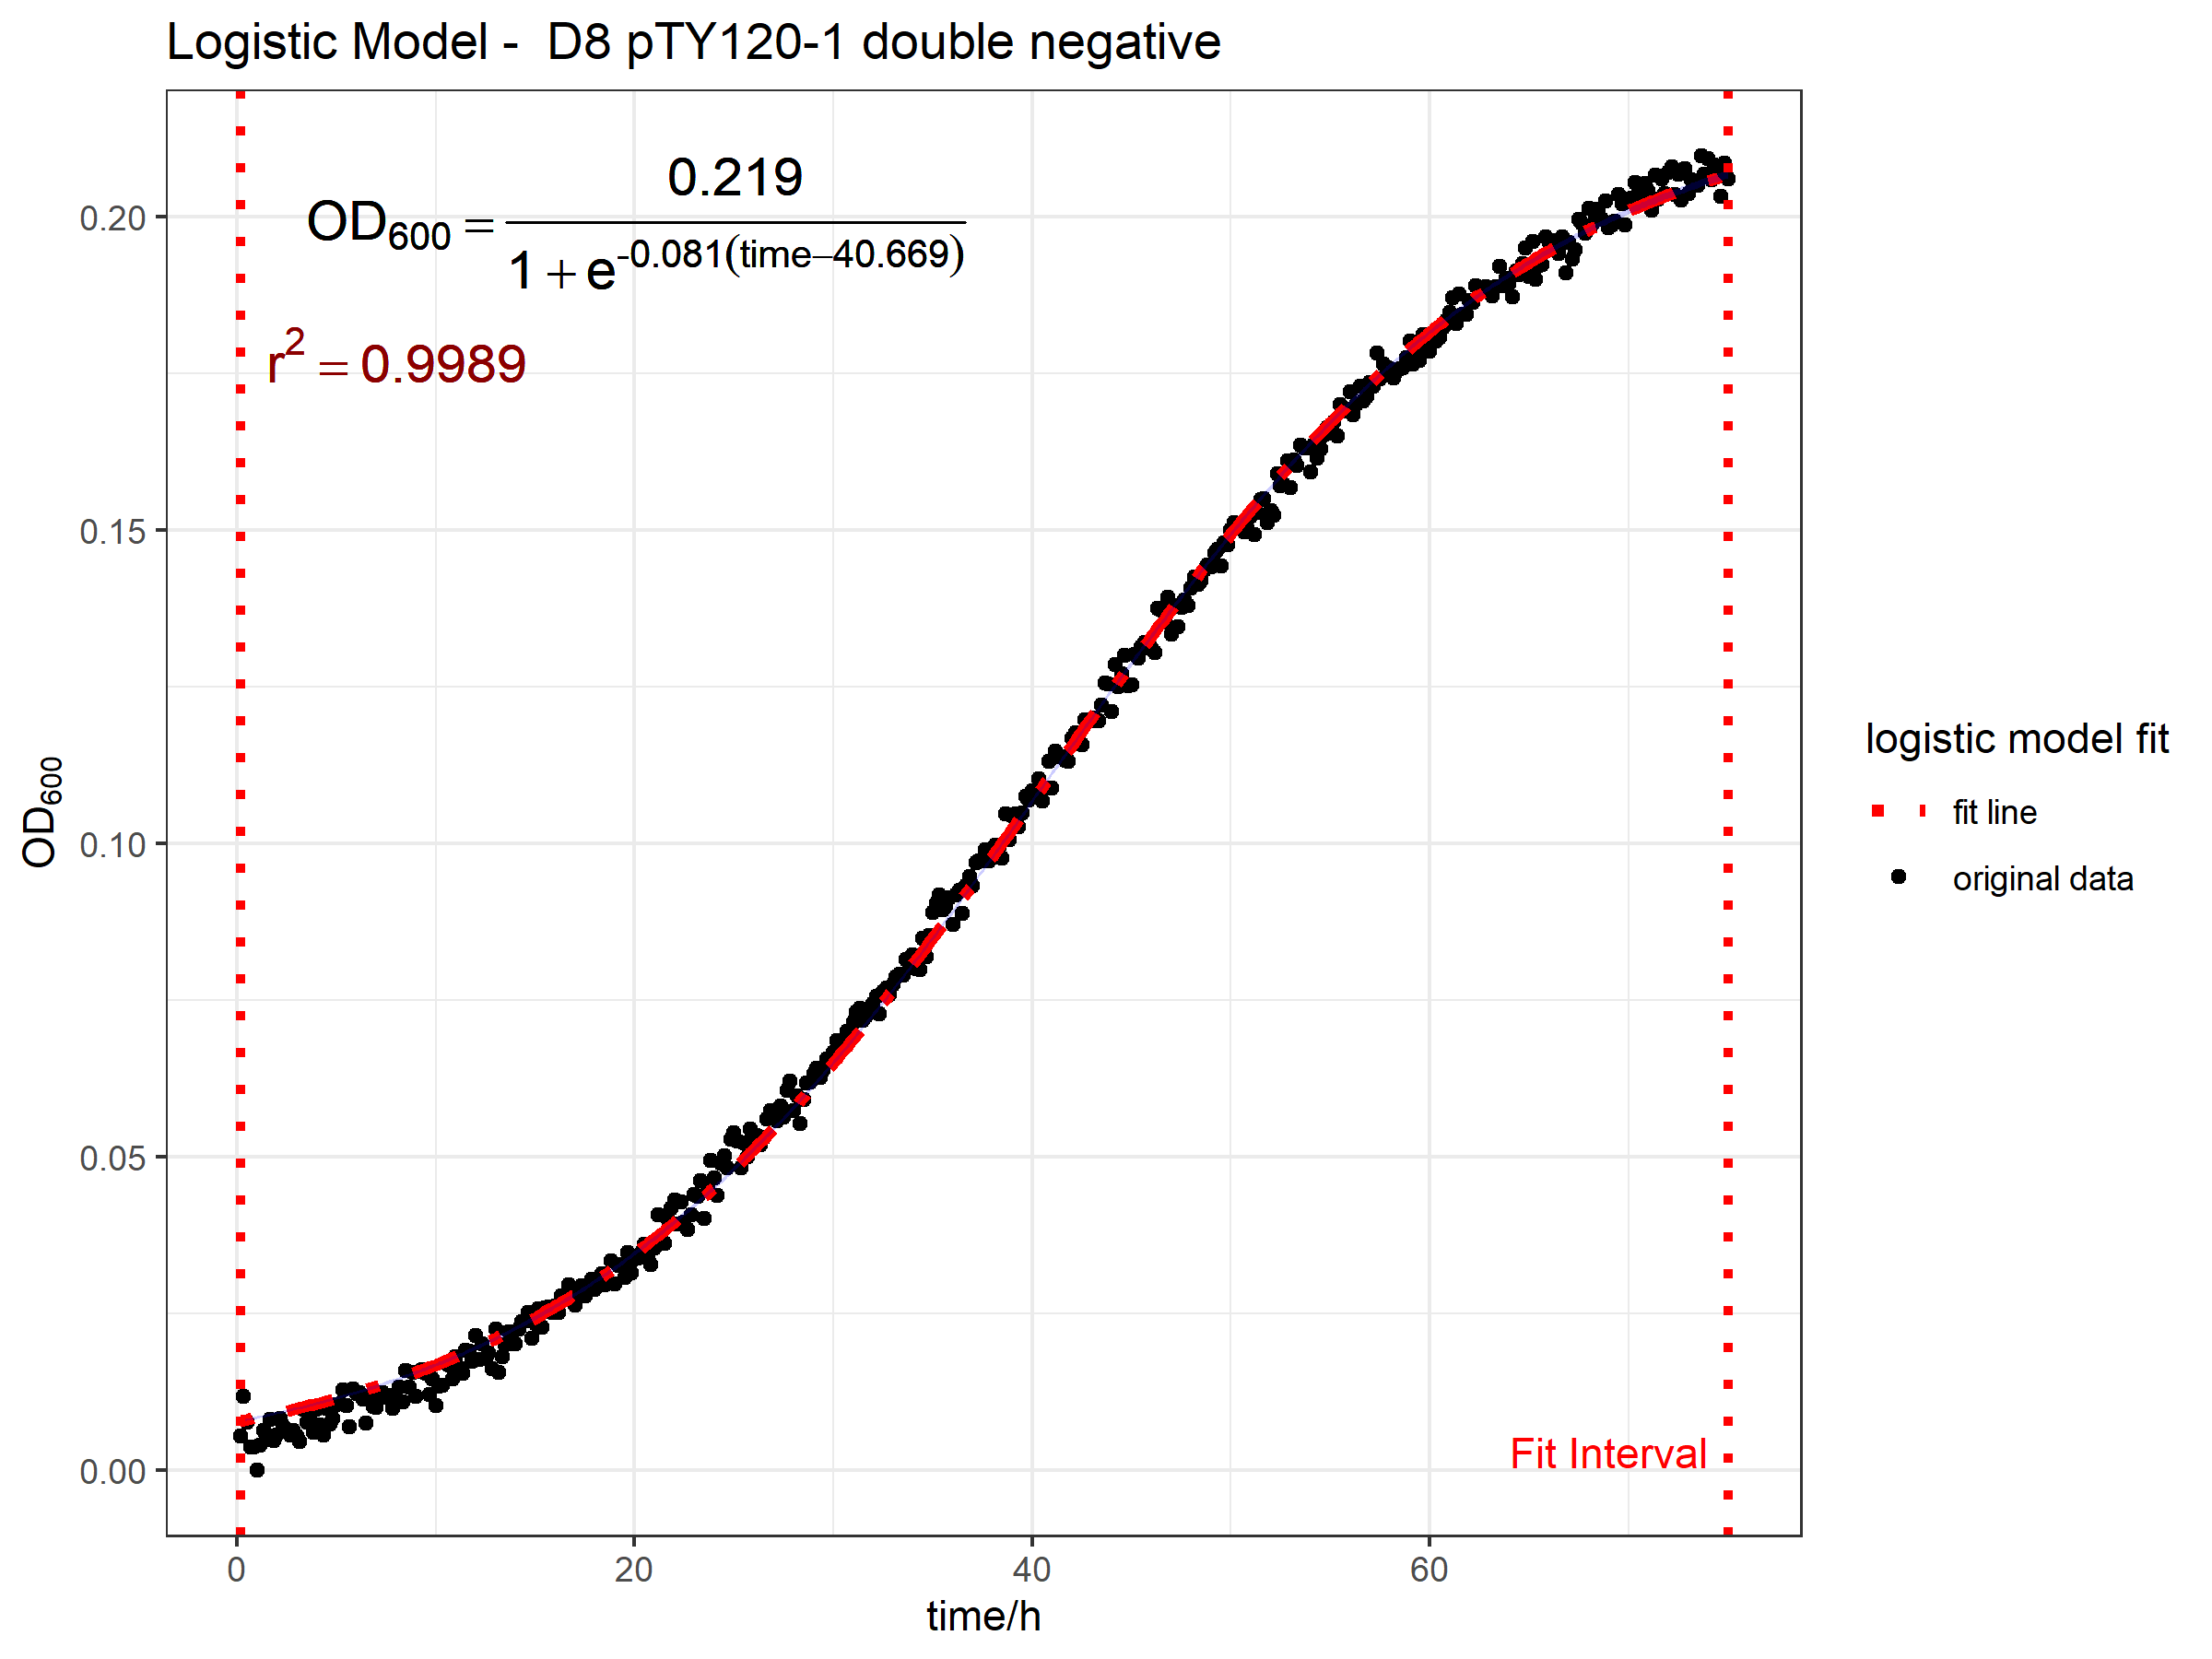 Logistic Model -  D8 pTY120-1 double negative
OD₆₀₀ = 0.219 / 1 + e^-0.081(time−40.669)
r² = 0.9989
0.20
0.15
0.10
0.05
0.00
OD₆₀₀
Fit Interval
0 20 40 60
time/h
logistic model fit
fit line
original data